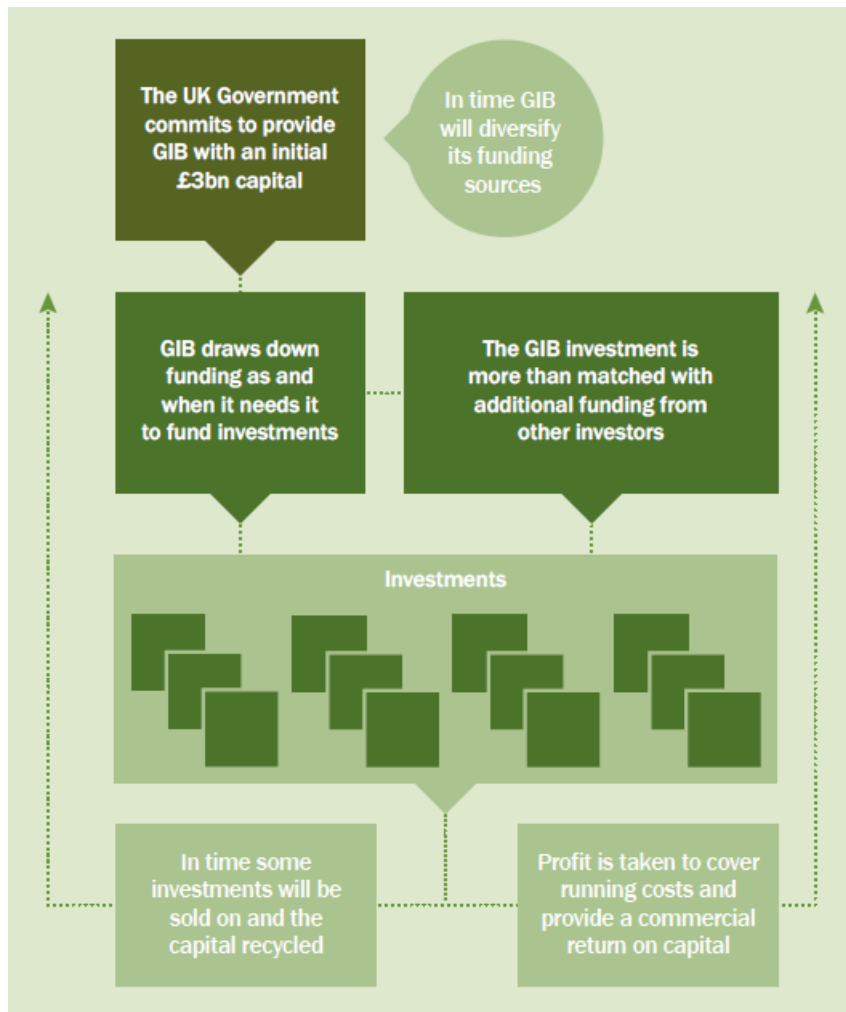 The UK Government
commits to provide
GIB with an initial
£3bn capital
In time GIB
will diversify
its funding
sources
GIB draws down
funding as and
when it needs it
to fund investments
The GIB investment is
more than matched with
additional funding from
other investors
Investments
In time some
investments will be
sold on and the
capital recycled
Profit is taken to cover
running costs and
provide a commercial
return on capital